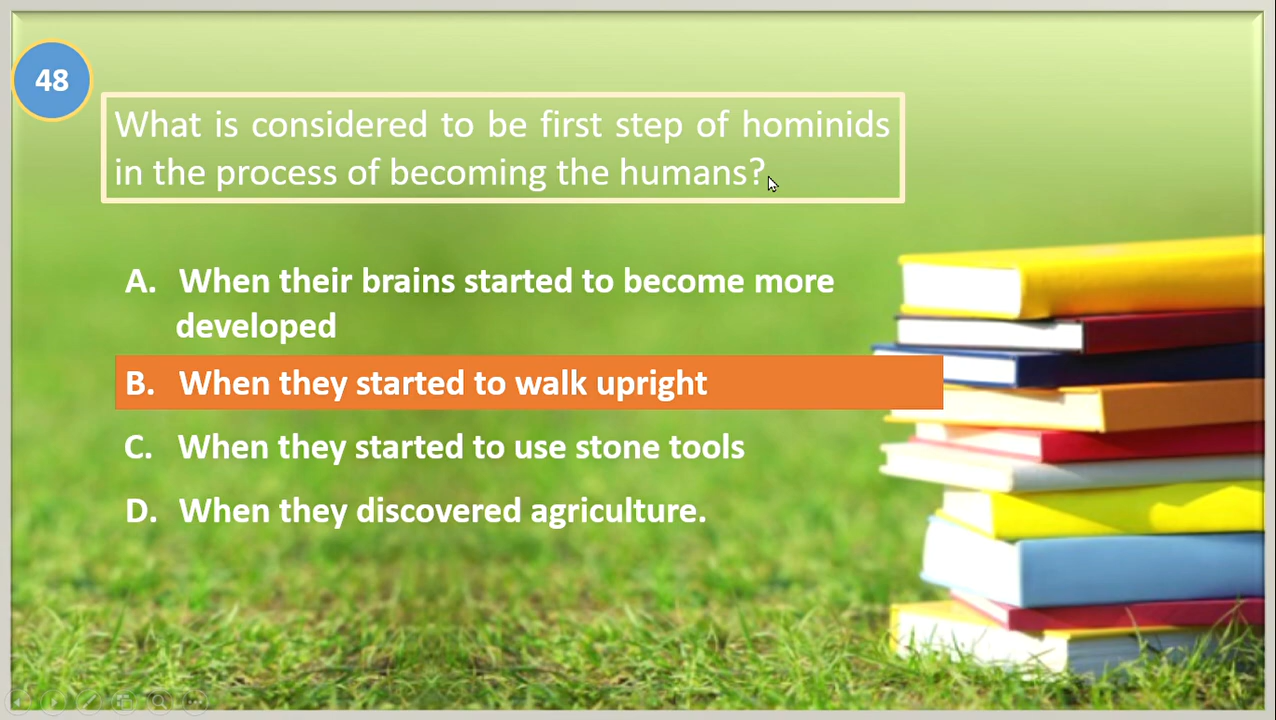 48
What is considered to be first step of hominids
in the process of becoming the humans?
A. When their brains started to become more
developed
B. When they started to walk upright
C. When they started to use stone tools
D. When they discovered agriculture.